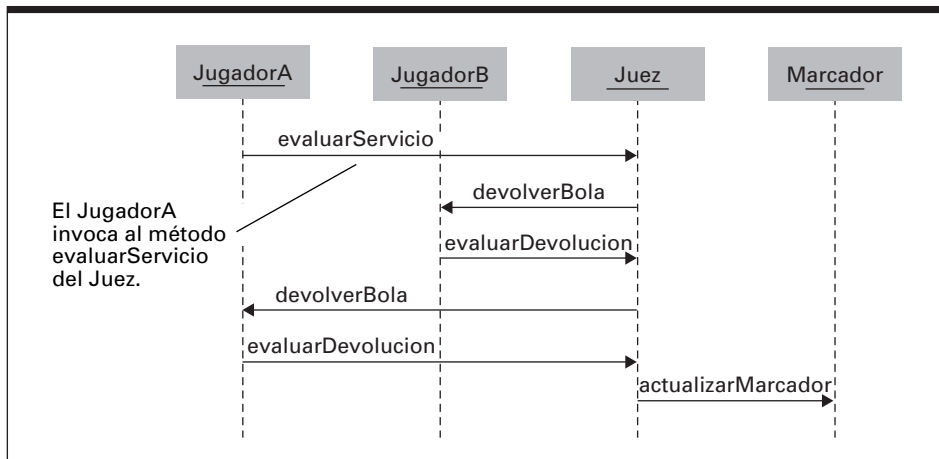 JugadorA
JugadorB
Juez
Marcador
evaluarServicio
devolverBola
El JugadorA
invoca al método
evaluarServicio
del Juez.
evaluarDevolucion
devolverBola
evaluarDevolucion
actualizarMarcador